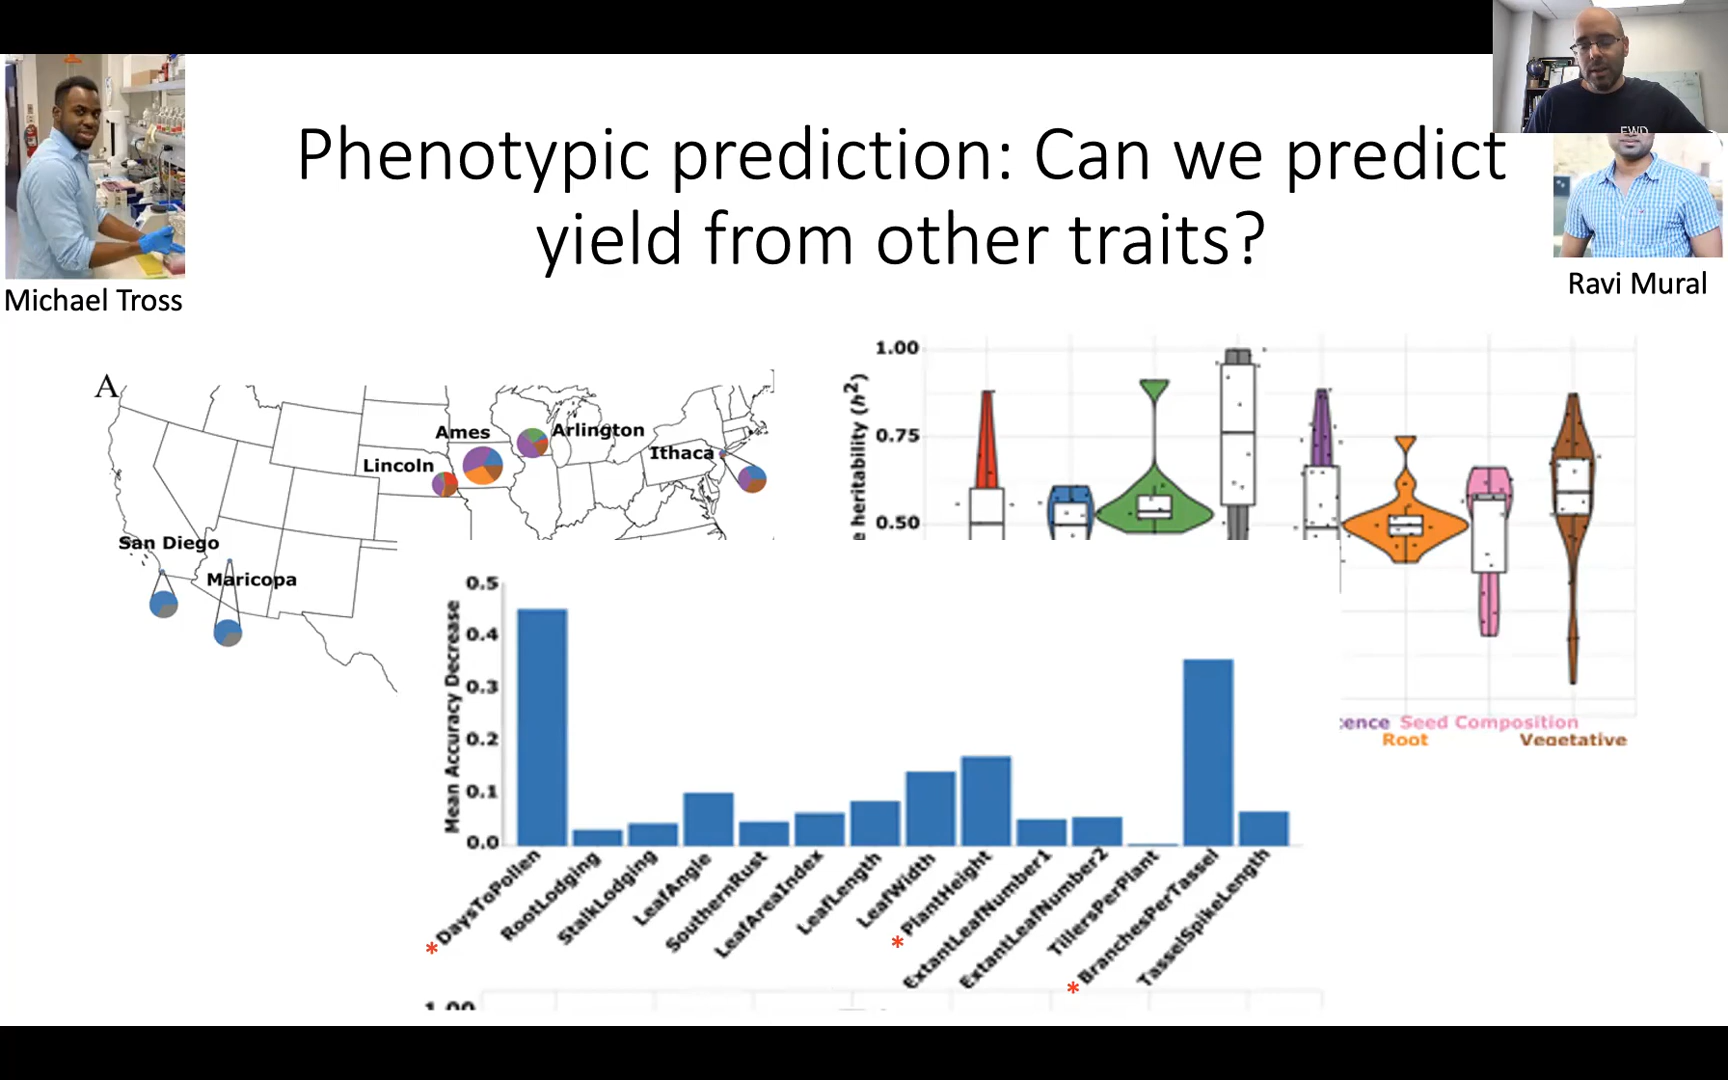 Phenotypic prediction: Can we predict
yield from other traits?
FWD
Michael Tross
Ravi Mural
A
Ames
Arlington
Lincoln
Ithaca
San Diego
Maricopa
1.00
0.75
0.50
e heritability (h²)
ence Seed Composition
Root
Vegetative
Mean Accuracy Decrease
0.5
0.4
0.3
0.2
0.1
0.0
* DaysToPollen
RootLodging
StalkLodging
LeafAngle
SouthernRust
LeafAreaIndex
LeafLength
LeafWidth
* PlantHeight
ExtantLeafNumber1
ExtantLeafNumber2
TillersPerPlant
* BranchesPerTassel
TasselSpikeLength
1.00